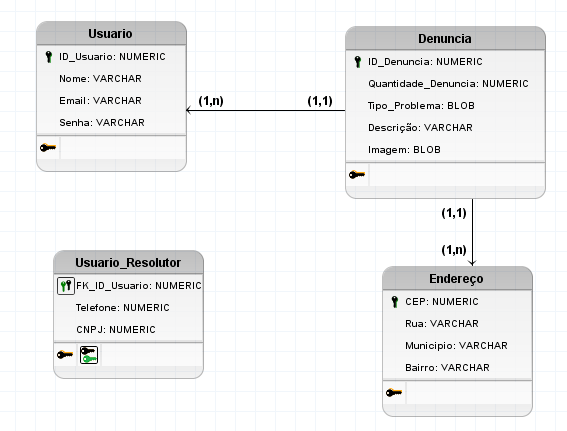 Usuario
ID_Usuario: NUMERIC
Nome: VARCHAR
Email: VARCHAR
Senha: VARCHAR
(1,n)
(1,1)
Denuncia
ID_Denuncia: NUMERIC
Quantidade_Denuncia: NUMERIC
Tipo_Problema: BLOB
Descrição: VARCHAR
Imagem: BLOB
(1,1)
(1,n)
Usuario_Resolutor
FK_ID_Usuario: NUMERIC
Telefone: NUMERIC
CNPJ: NUMERIC
Endereço
CEP: NUMERIC
Rua: VARCHAR
Municipio: VARCHAR
Bairro: VARCHAR